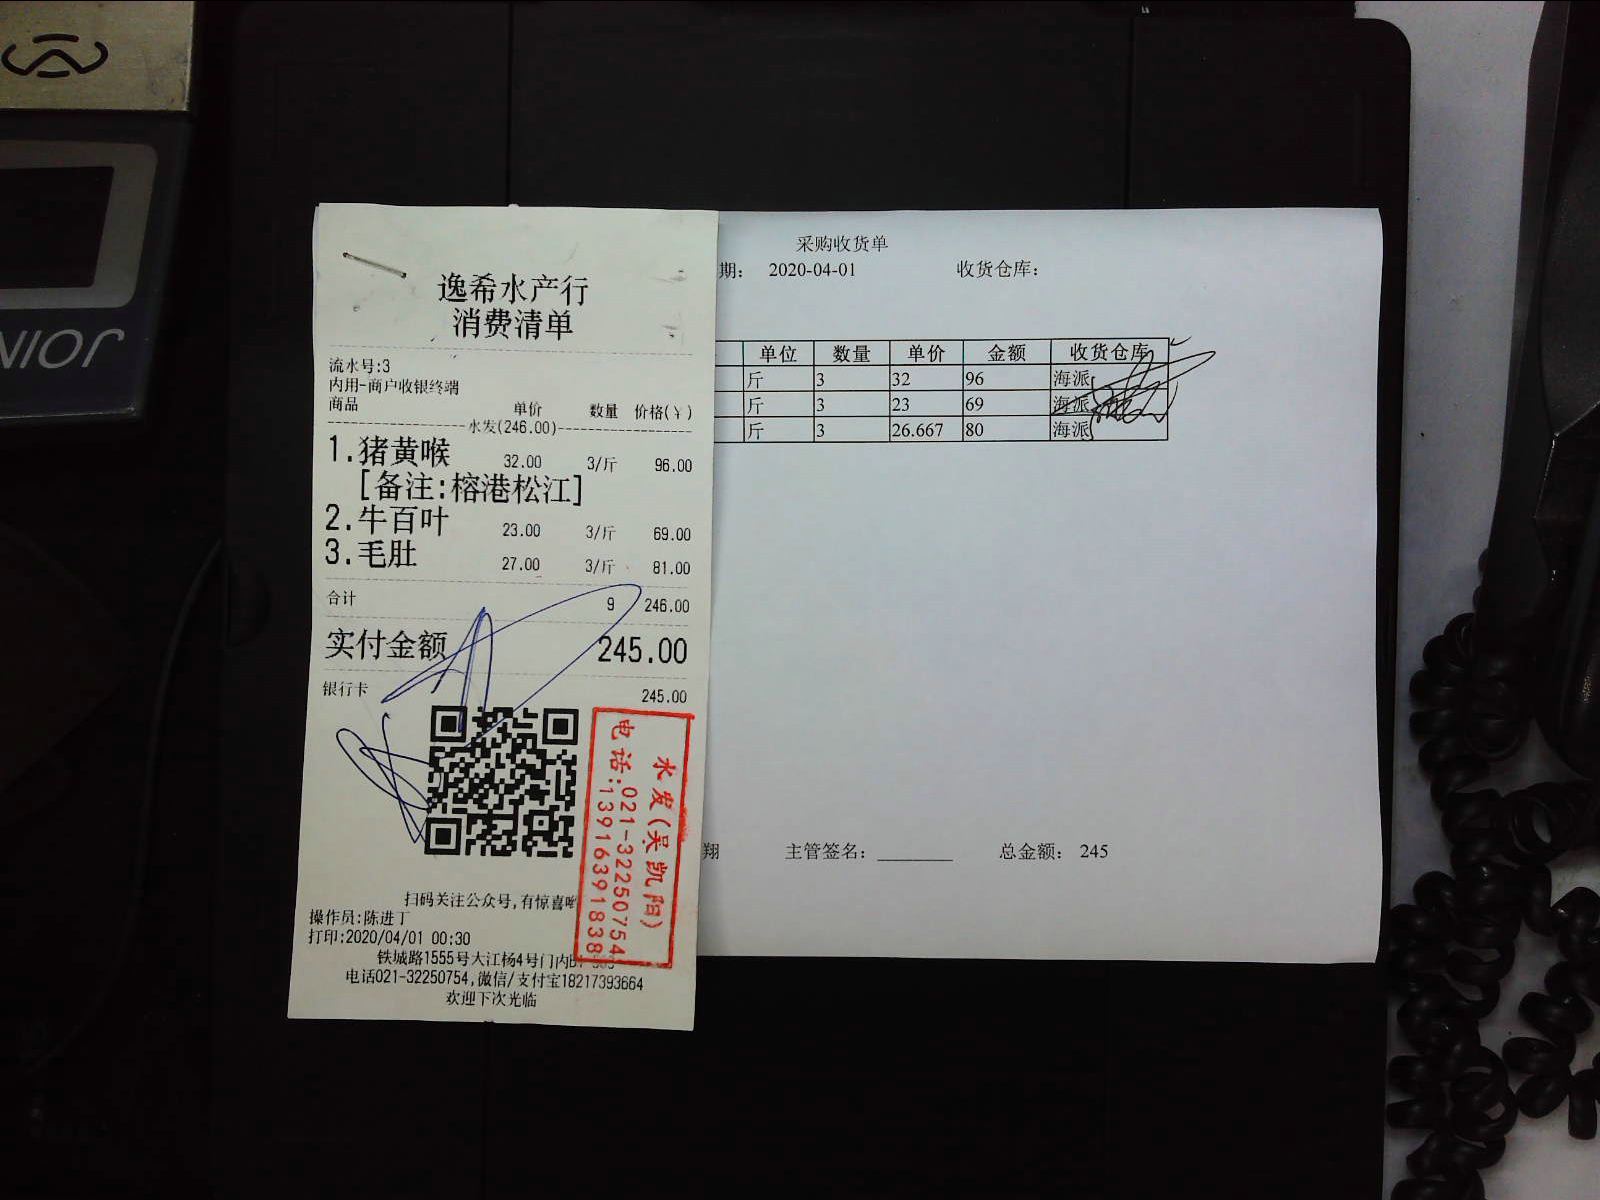 NIOR
逸希水产行
消费清单
流水号:3
内用-商户收银终端
商品 单价 数量 价格(¥)
水发(246.00)
1.猪黄喉 32.00 3/斤 96.00
[备注:榕港松江]
2.牛百叶 23.00 3/斤 69.00
3.毛肚 27.00 3/斤 81.00
合计 9 246.00
实付金额 245.00
银行卡 245.00
水发(吴凯阳)
电话:021-32250754
13916391838
扫码关注公众号,有惊喜
操作员:陈进丁
打印:2020/04/01 00:30
铁城路1555号大江杨4号门内
电话021-32250754,微信/支付宝18217393664
欢迎下次光临
采购收货单
期: 2020-04-01 收货仓库:
单位 数量 单价 金额 收货仓库
斤 3 32 96 海派
斤 3 23 69 海派
斤 3 26.667 80 海派
翔 主管签名: 总金额: 245